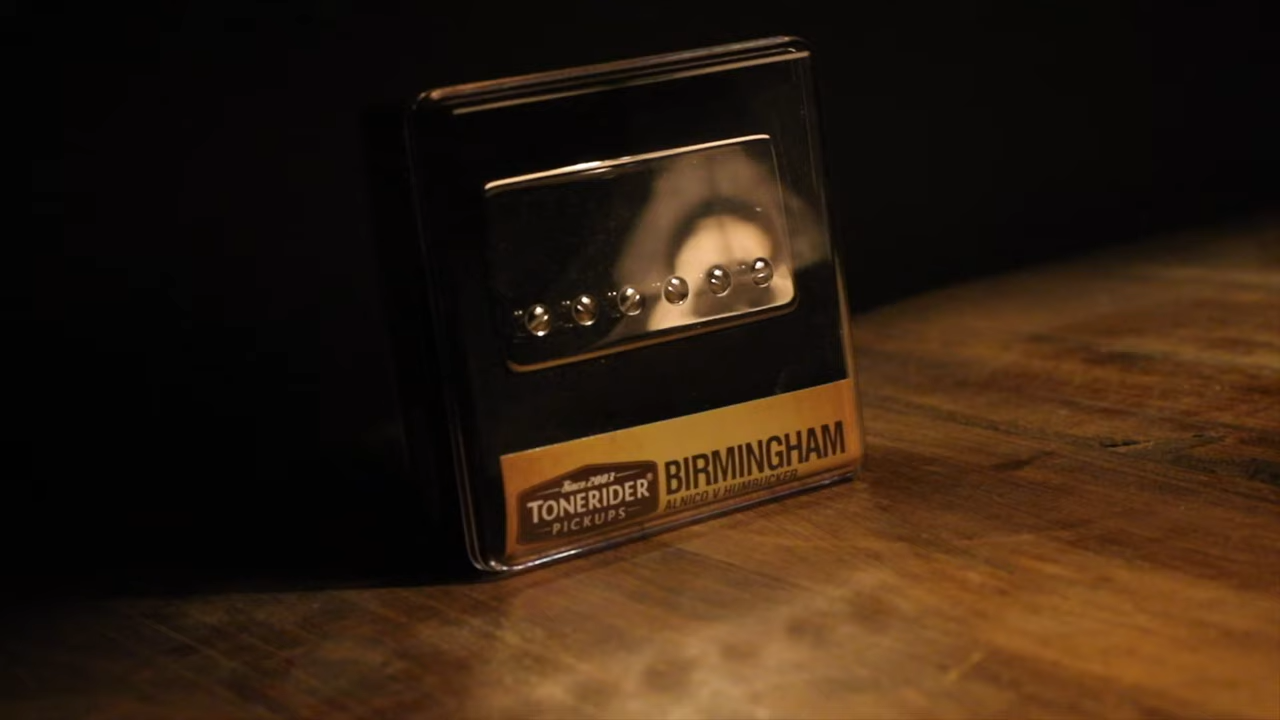 Since 2003
TONERIDER®
PICKUPS
BIRMINGHAM
ALNICO V HUMBUCKER